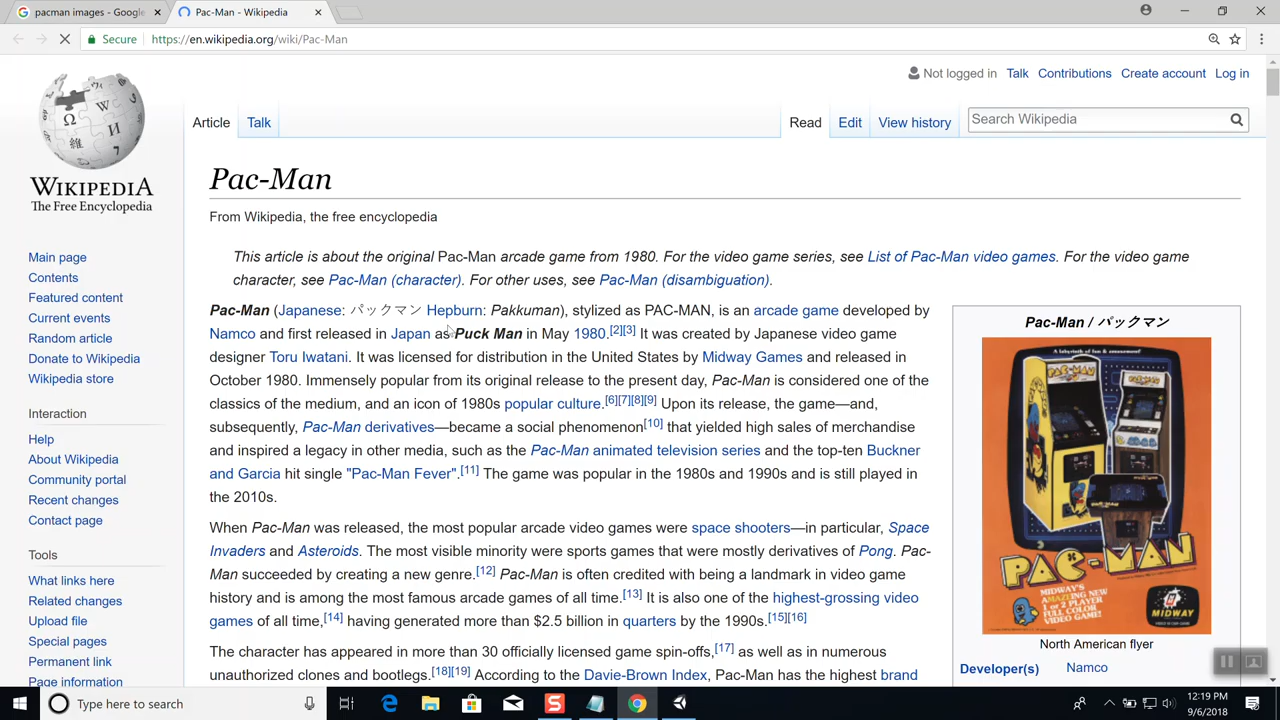 pacman images - Google
Pac-Man - Wikipedia
Secure
https://en.wikipedia.org/wiki/Pac-Man
Not logged in Talk Contributions Create account Log in
Article Talk
Read Edit View history
Search Wikipedia
WIKIPEDIA
The Free Encyclopedia
Main page
Contents
Featured content
Current events
Random article
Donate to Wikipedia
Wikipedia store
Interaction
Help
About Wikipedia
Community portal
Recent changes
Contact page
Tools
What links here
Related changes
Upload file
Special pages
Permanent link
Page information
Pac-Man
From Wikipedia, the free encyclopedia
This article is about the original Pac-Man arcade game from 1980. For the video game series, see List of Pac-Man video games. For the video game
character, see Pac-Man (character). For other uses, see Pac-Man (disambiguation).
Pac-Man (Japanese: パックマン Hepburn: Pakkuman), stylized as PAC-MAN, is an arcade game developed by
Namco and first released in Japan as Puck Man in May 1980.[2][3] It was created by Japanese video game
designer Toru Iwatani. It was licensed for distribution in the United States by Midway Games and released in
October 1980. Immensely popular from its original release to the present day, Pac-Man is considered one of the
classics of the medium, and an icon of 1980s popular culture.[6][7][8][9] Upon its release, the game—and,
subsequently, Pac-Man derivatives—became a social phenomenon[10] that yielded high sales of merchandise
and inspired a legacy in other media, such as the Pac-Man animated television series and the top-ten Buckner
and Garcia hit single "Pac-Man Fever".[11] The game was popular in the 1980s and 1990s and is still played in
the 2010s.
When Pac-Man was released, the most popular arcade video games were space shooters—in particular, Space
Invaders and Asteroids. The most visible minority were sports games that were mostly derivatives of Pong. Pac-
Man succeeded by creating a new genre.[12] Pac-Man is often credited with being a landmark in video game
history and is among the most famous arcade games of all time.[13] It is also one of the highest-grossing video
games of all time,[14] having generated more than $2.5 billion in quarters by the 1990s.[15][16]
The character has appeared in more than 30 officially licensed game spin-offs,[17] as well as in numerous
unauthorized clones and bootlegs.[18][19] According to the Davie-Brown Index, Pac-Man has the highest brand
Pac-Man / パックマン
PAC-MAN
MIDWAY'S
AMAZING NEW
1 or 2 PLAYER
FULL COLOR
VIDEO GAME!
MIDWAY
North American flyer
Developer(s) Namco
Type here to search
12:19 PM
9/6/2018